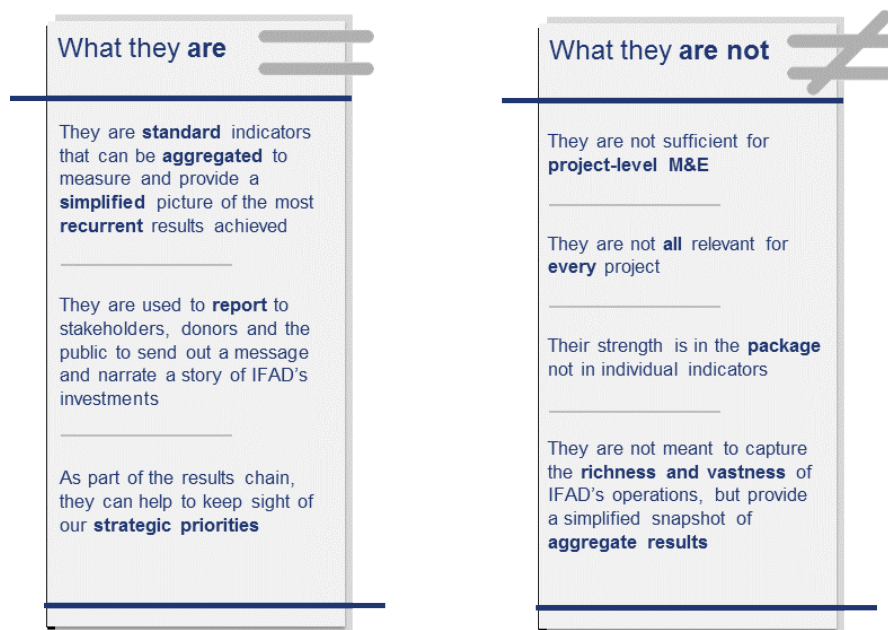 What they are
They are standard indicators
that can be aggregated to
measure and provide a
simplified picture of the most
recurrent results achieved
They are used to report to
stakeholders, donors and the
public to send out a message
and narrate a story of IFAD's
investments
As part of the results chain,
they can help to keep sight of
our strategic priorities
What they are not
They are not sufficient for
project-level M&E
They are not all relevant for
every project
Their strength is in the package
not in individual indicators
They are not meant to capture
the richness and vastness of
IFAD's operations, but provide
a simplified snapshot of
aggregate results